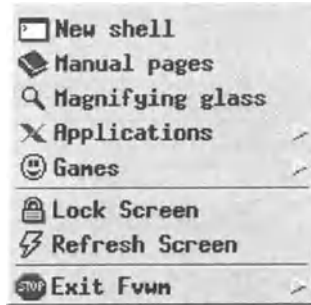 New shell
Manual pages
Magnifying glass
Applications
Games
Lock Screen
Refresh Screen
STOP Exit Fvwm